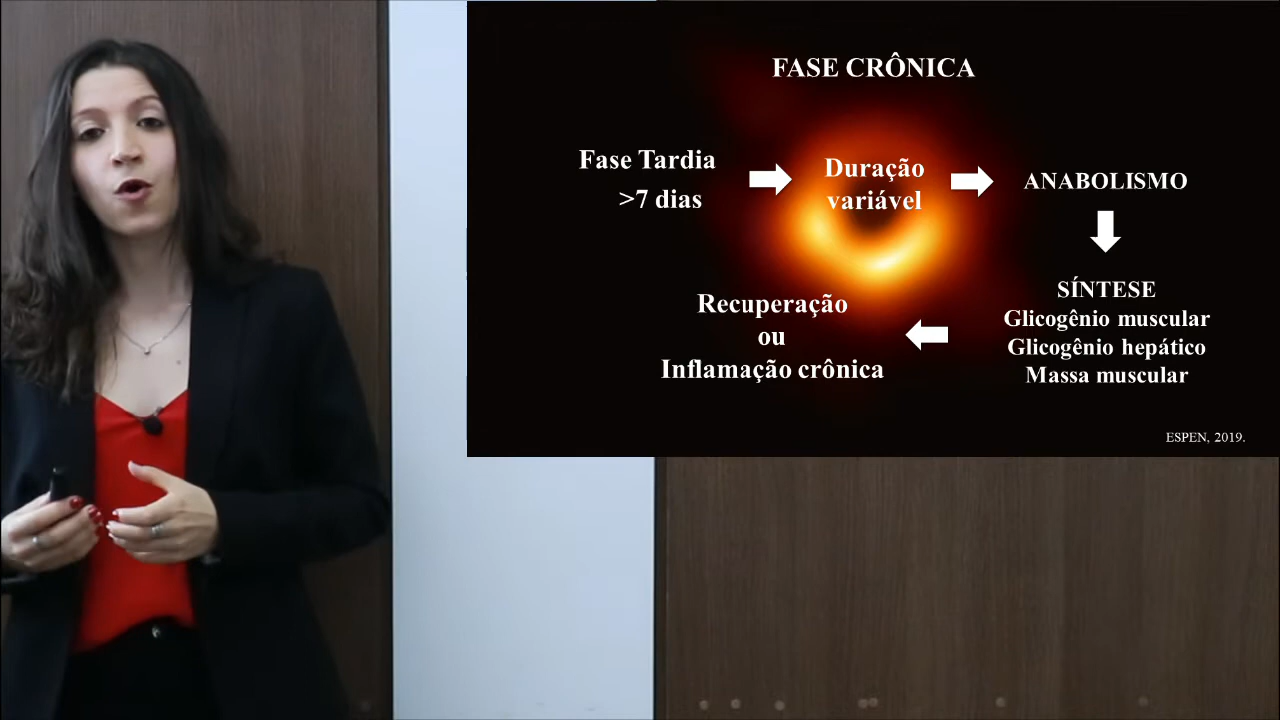 FASE CRÔNICA
Fase Tardia
>7 dias
Duração
variável
ANABOLISMO
SÍNTESE
Glicogênio muscular
Glicogênio hepático
Massa muscular
Recuperação
ou
Inflamação crônica
ESPEN, 2019.